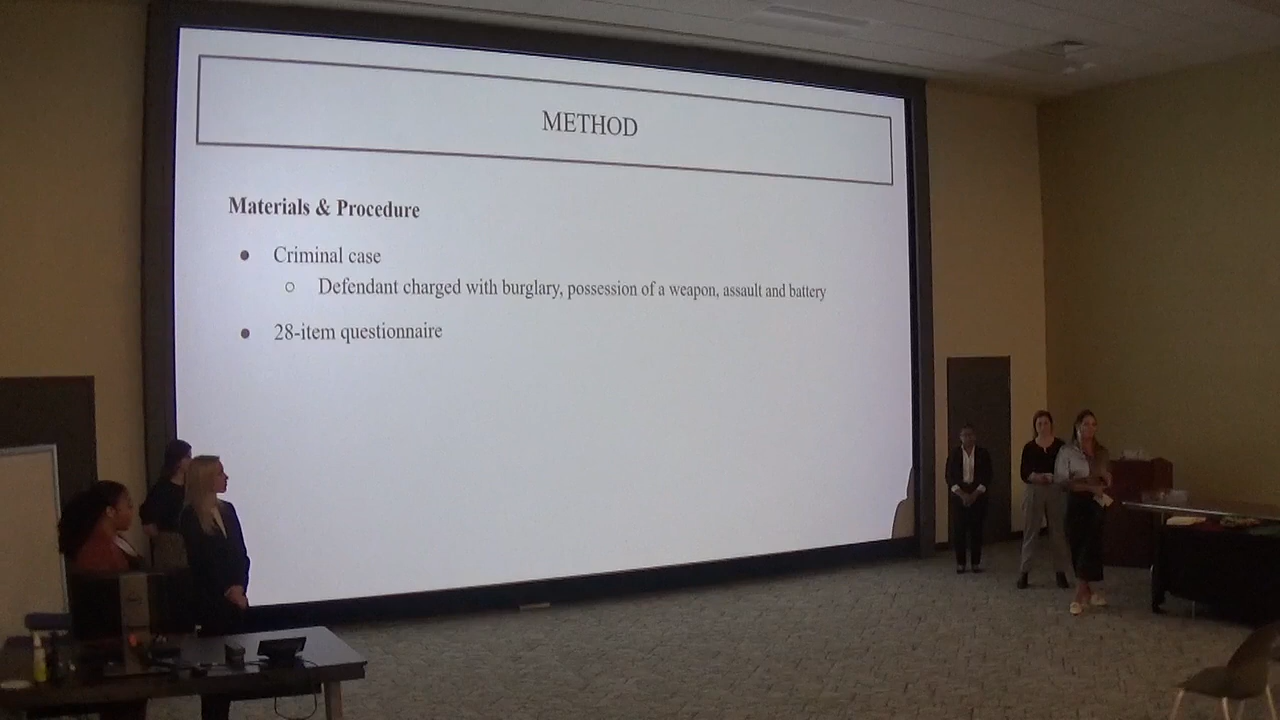 METHOD
Materials & Procedure
● Criminal case
○ Defendant charged with burglary, possession of a weapon, assault and battery
● 28-item questionnaire